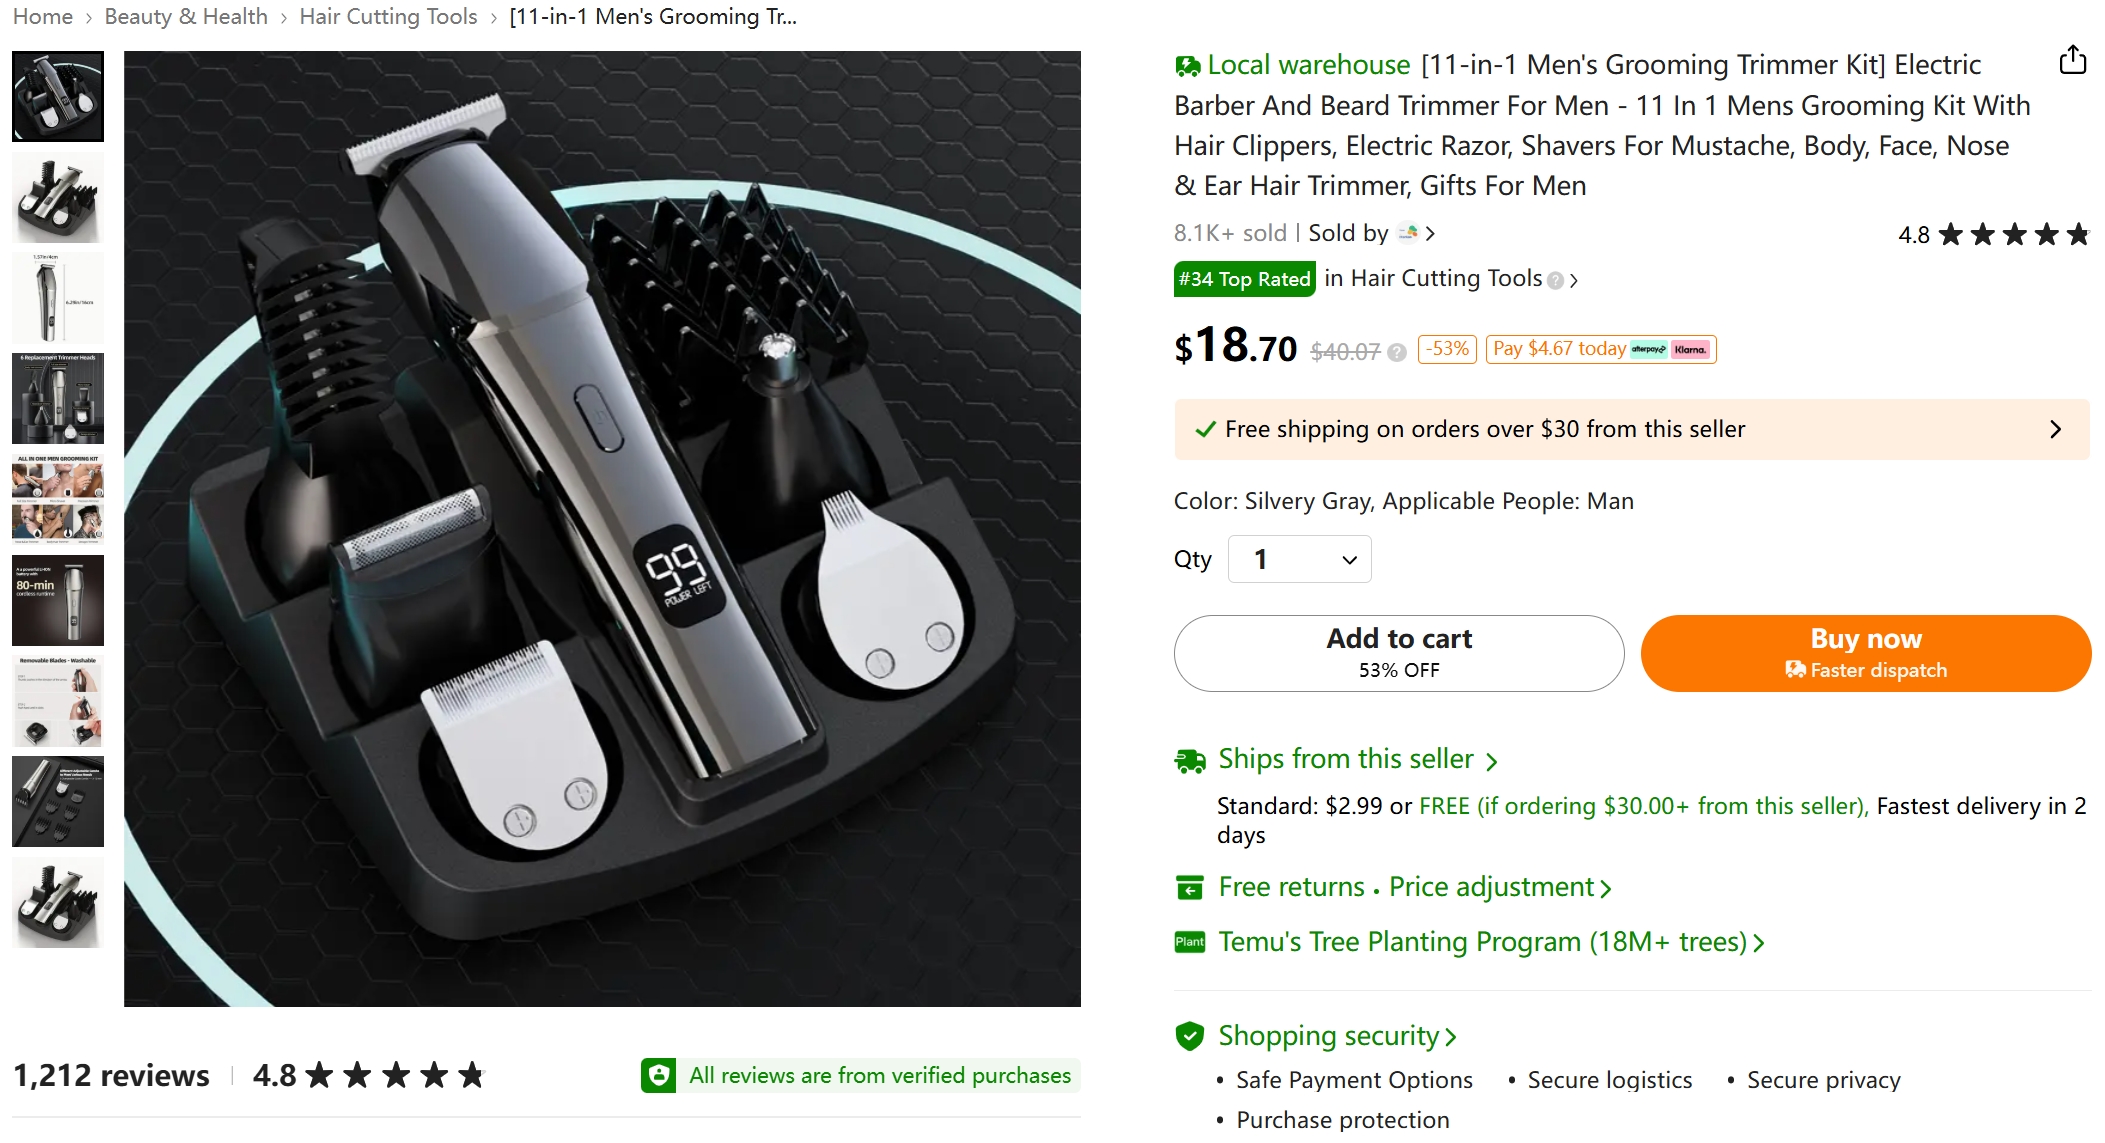 Home › Beauty & Health › Hair Cutting Tools › [11-in-1 Men's Grooming Tr...
Local warehouse [11-in-1 Men's Grooming Trimmer Kit] Electric
Barber And Beard Trimmer For Men - 11 In 1 Mens Grooming Kit With
Hair Clippers, Electric Razor, Shavers For Mustache, Body, Face, Nose
& Ear Hair Trimmer, Gifts For Men
8.1K+ sold | Sold by
4.8
#34 Top Rated in Hair Cutting Tools
$18.70 $40.07 -53% Pay $4.67 today afterpay Klarna.
Free shipping on orders over $30 from this seller
Color: Silvery Gray, Applicable People: Man
Qty 1
Add to cart
53% OFF
Buy now
Faster dispatch
Ships from this seller
Standard: $2.99 or FREE (if ordering $30.00+ from this seller), Fastest delivery in 2
days
Free returns · Price adjustment
Plant Temu's Tree Planting Program (18M+ trees)
Shopping security
• Safe Payment Options • Secure logistics • Secure privacy
• Purchase protection
99
POWER LEFT
1.57in/4cm
6 Replacement Trimmer Heads
ALL IN ONE MEN GROOMING KIT
80-min
cordless runtime
Removable Blades - Washable
1,212 reviews | 4.8
All reviews are from verified purchases